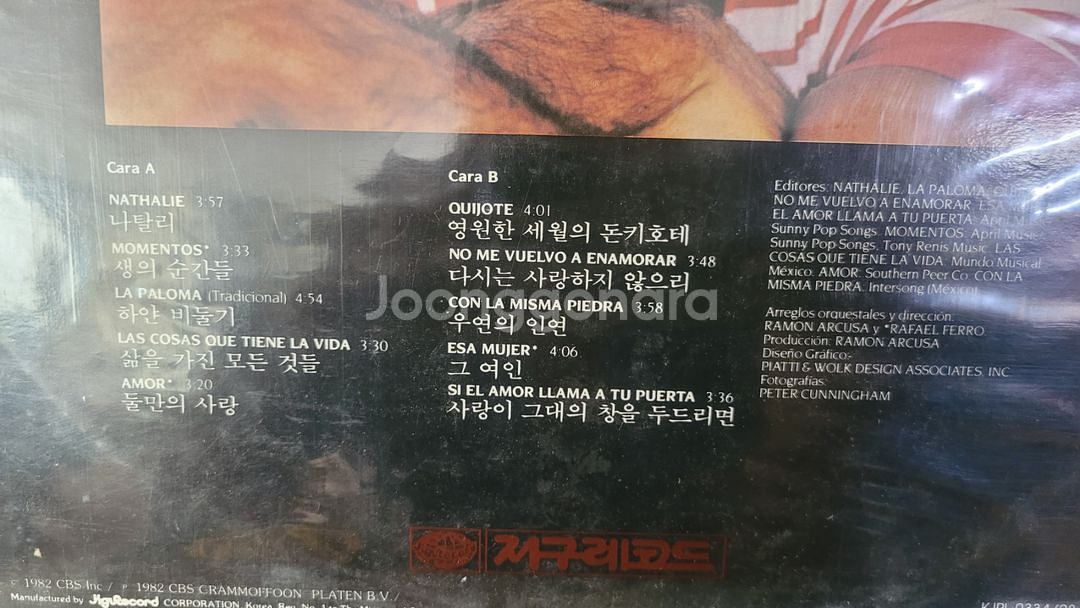 Cara A
NATHALIE 3:57
나탈리
MOMENTOS* 3:33
생의 순간들
LA PALOMA (Tradicional) 4:54
하얀 비둘기
LAS COSAS QUE TIENE LA VIDA 3:30
삶을 가진 모든 것들
AMOR* 3:20
둘만의 사랑
Cara B
QUIJOTE 4:01
영원한 세월의 돈키호테
NO ME VUELVO A ENAMORAR 3:48
다시는 사랑하지 않으리
CON LA MISMA PIEDRA 3:58
우연의 인연
ESA MUJER* 4:06
그 여인
SI EL AMOR LLAMA A TU PUERTA 3:36
사랑이 그대의 창을 두드리면
Editores: NATHALIE, LA PALOMA,
NO ME VUELVO A ENAMORAR, ESA
EL AMOR LLAMA A TU PUERTA: April
Sunny Pop Songs. MOMENTOS: April Music
Sunny Pop Songs, Tony Renis Music. LAS
COSAS QUE TIENE LA VIDA: Mundo Musical
México. AMOR: Southern Peer Co. CON LA
MISMA PIEDRA: Intersong (México)
Arreglos orquestales y dirección:
RAMON ARCUSA y *RAFAEL FERRO
Producción: RAMON ARCUSA
Diseño Gráfico:
PIATTI & WOLK DESIGN ASSOCIATES, INC
Fotografías:
PETER CUNNINGHAM
Joonggonara
지구레코드
© 1982 CBS Inc / ℗ 1982 CBS GRAMMOFOON PLATEN B.V /
Manufactured by JiguRecord CORPORATION, Korea. Reg. No.